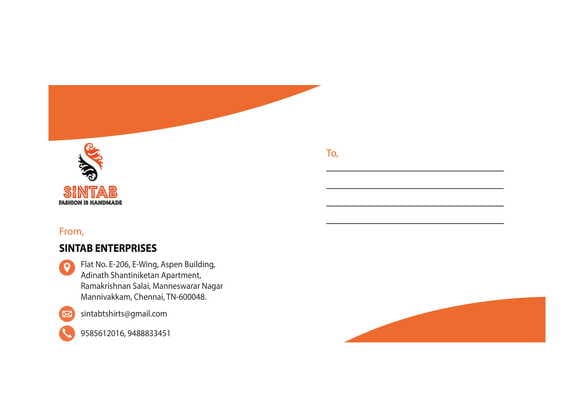 SINTAB
FASHION IS HANDMADE
To,
From,
SINTAB ENTERPRISES
Flat No. E-206, E-Wing, Aspen Building,
Adinath Shantiniketan Apartment,
Ramakrishnan Salai, Manneswarar Nagar
Mannivakkam, Chennai, TN-600048.
sintabtshirts@gmail.com
9585612016, 9488833451